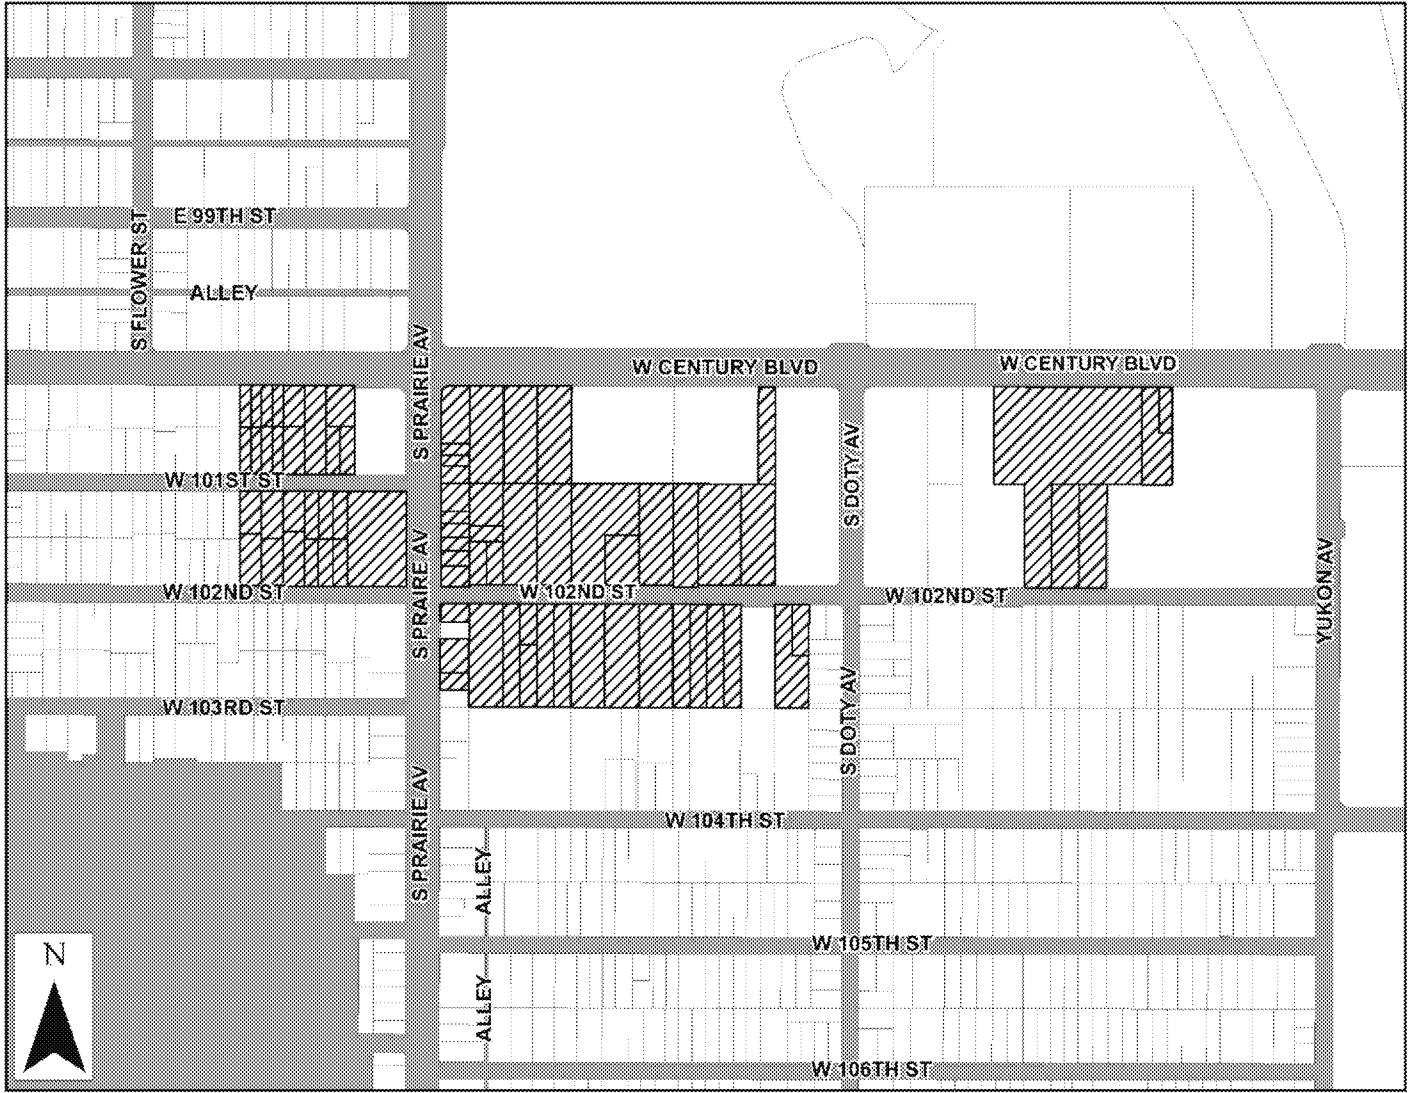 E 99TH ST
S FLOWER ST
ALLEY
S PRAIRIE AV
W CENTURY BLVD
W CENTURY BLVD
W 101ST ST
S DOTY AV
S PRAIRE AV
W 102ND ST
W 102ND ST
W 102ND ST
YUKON AV
W 103RD ST
S DOTY AV
S PRAIRIE AV
W 104TH ST
ALLEY
W 105TH ST
N
ALLEY
W 106TH ST